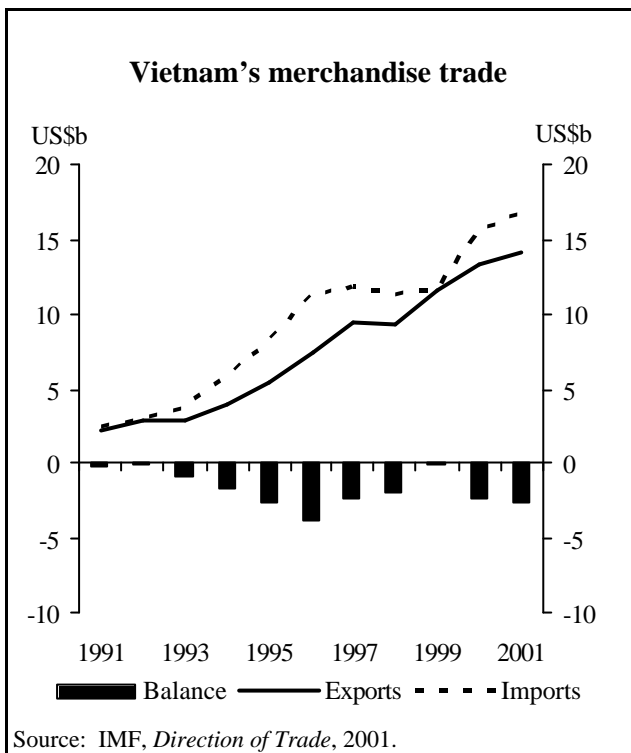 Vietnam's merchandise trade
US$b US$b
20 20
15 15
10 10
5 5
0 0
-5 -5
-10 -10
1991 1993 1995 1997 1999 2001
Balance Exports Imports
Source: IMF, Direction of Trade, 2001.